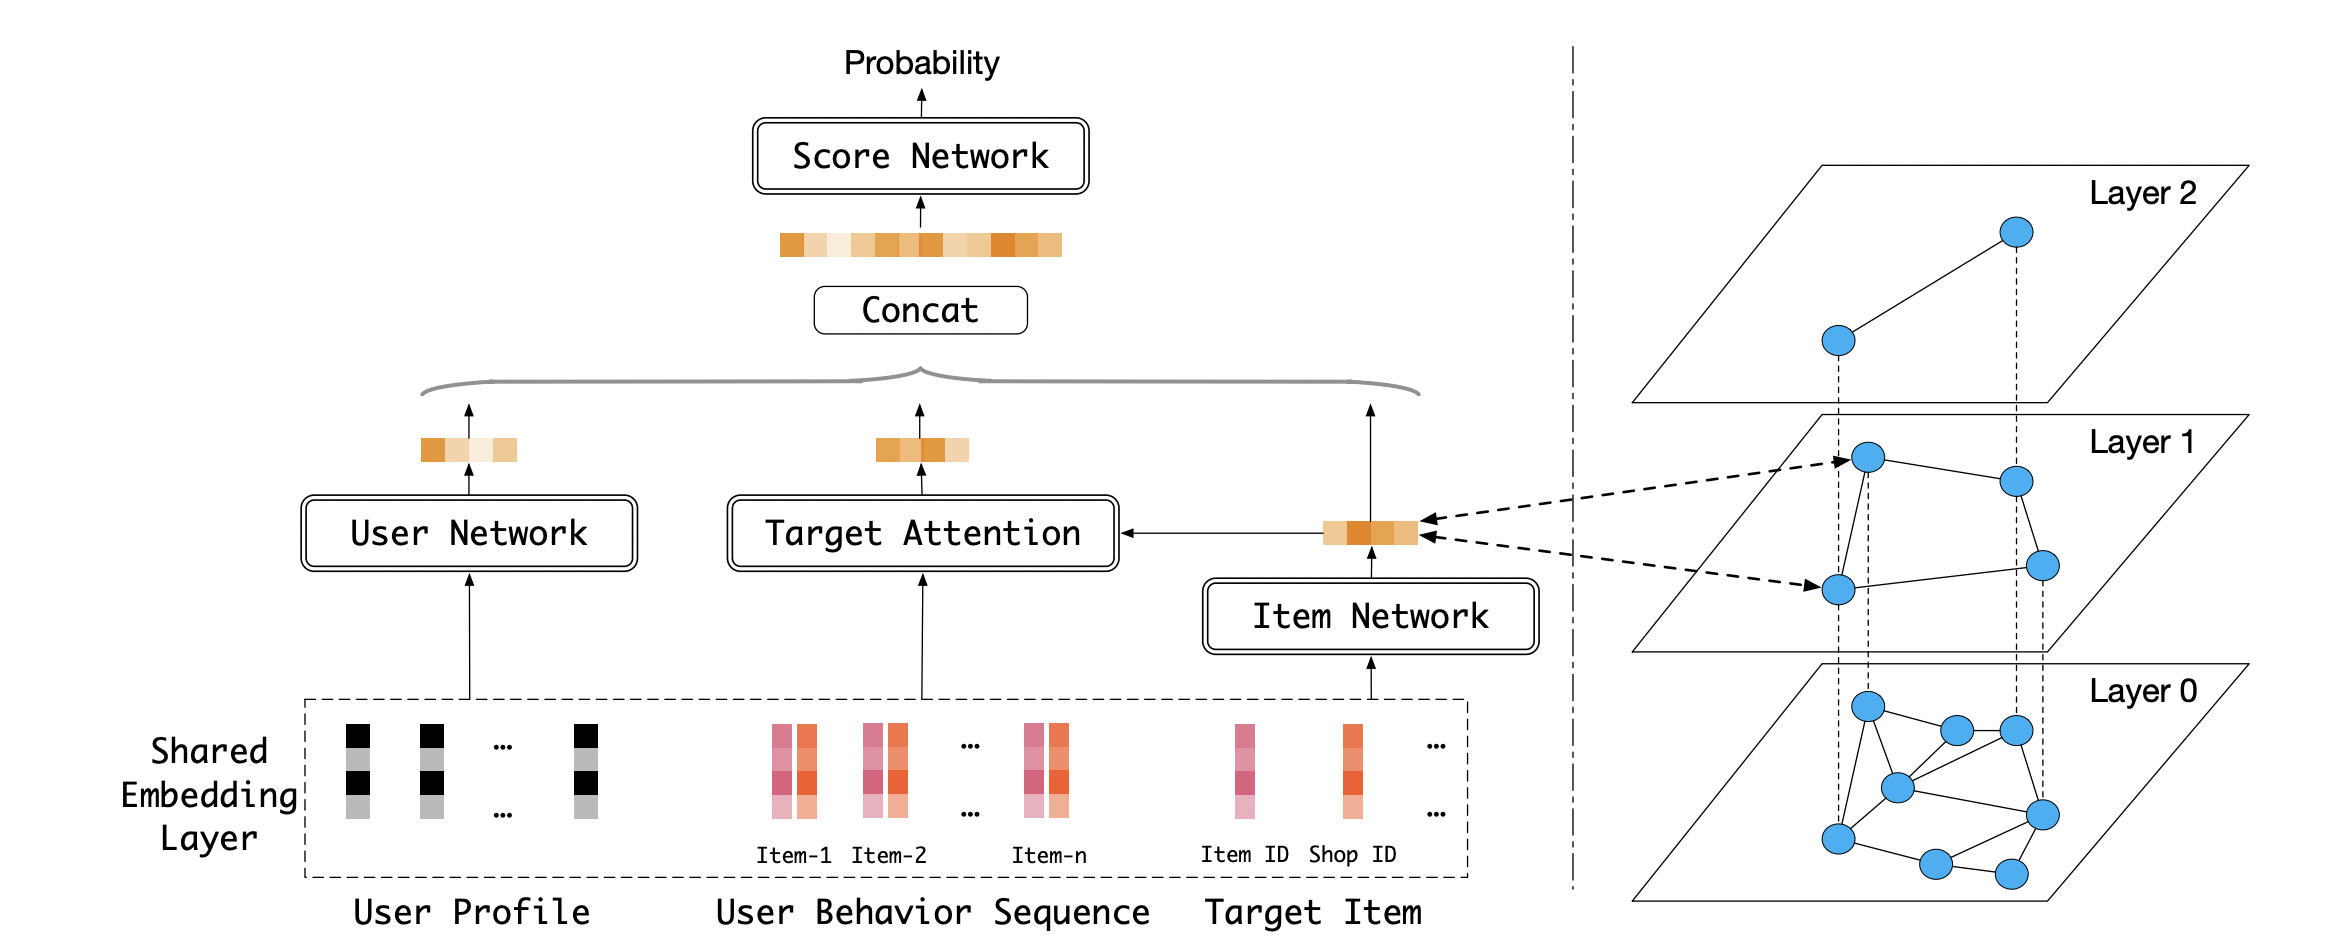 Probability
Score Network
Concat
User Network
Target Attention
Item Network
Shared
Embedding
Layer
... ... ...
... ... ...
Item-1 Item-2 Item-n Item ID Shop ID
User Profile User Behavior Sequence Target Item
Layer 2
Layer 1
Layer 0